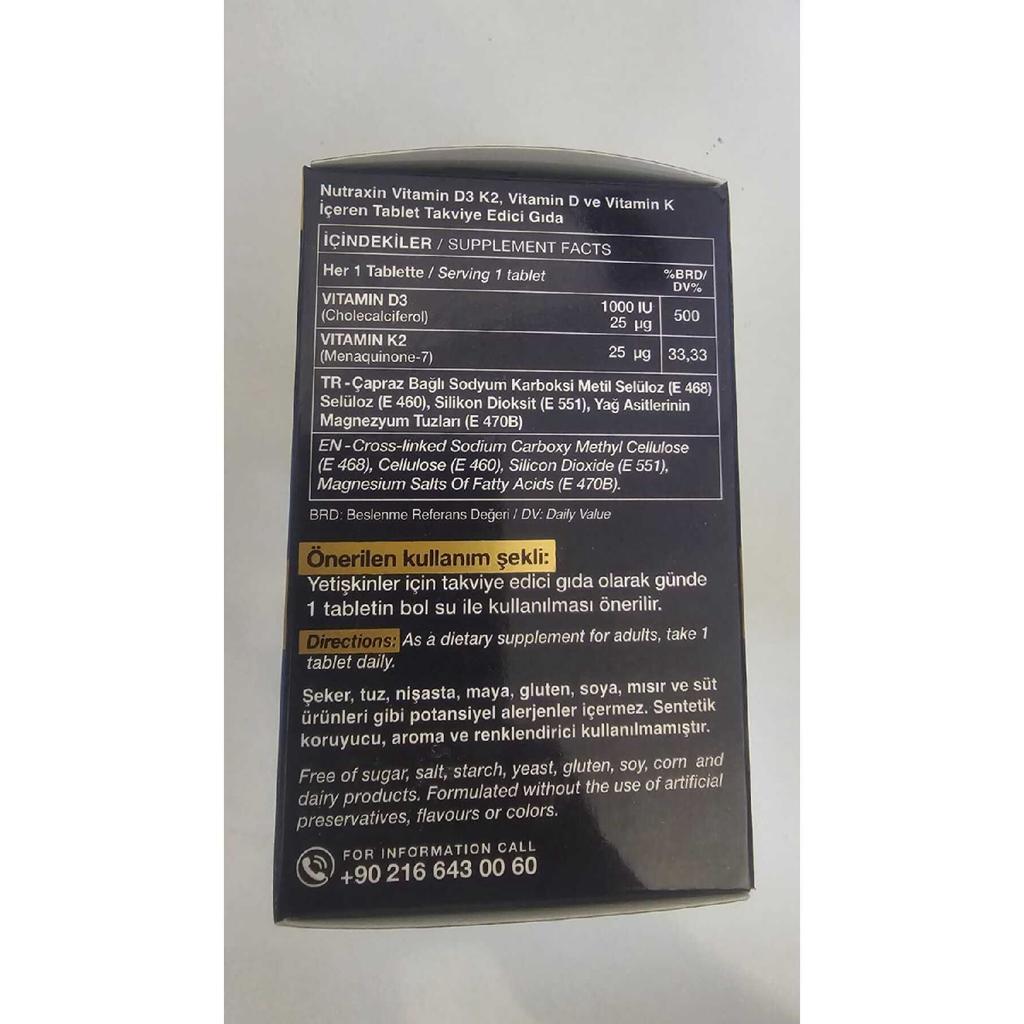 Nutraxin Vitamin D3 K2, Vitamin D ve Vitamin K
İçeren Tablet Takviye Edici Gıda
İÇİNDEKİLER / SUPPLEMENT FACTS
Her 1 Tablette / Serving 1 tablet
%BRD/
DV%
VITAMIN D3
(Cholecalciferol)
1000 IU
25 µg
500
VITAMIN K2
(Menaquinone-7)
25 µg
33,33
TR - Çapraz Bağlı Sodyum Karboksi Metil Selüloz (E 468)
Selüloz (E 460), Silikon Dioksit (E 551), Yağ Asitlerinin
Magnezyum Tuzları (E 470B)
EN - Cross-linked Sodium Carboxy Methyl Cellulose
(E 468), Cellulose (E 460), Silicon Dioxide (E 551),
Magnesium Salts Of Fatty Acids (E 470B).
BRD: Beslenme Referans Değeri / DV: Daily Value
Önerilen kullanım şekli:
Yetişkinler için takviye edici gıda olarak günde
1 tabletin bol su ile kullanılması önerilir.
Directions: As a dietary supplement for adults, take 1
tablet daily.
Şeker, tuz, nişasta, maya, gluten, soya, mısır ve süt
ürünleri gibi potansiyel alerjenler içermez. Sentetik
koruyucu, aroma ve renklendirici kullanılmamıştır.
Free of sugar, salt, starch, yeast, gluten, soy, corn and
dairy products. Formulated without the use of artificial
preservatives, flavours or colors.
FOR INFORMATION CALL
+90 216 643 00 60